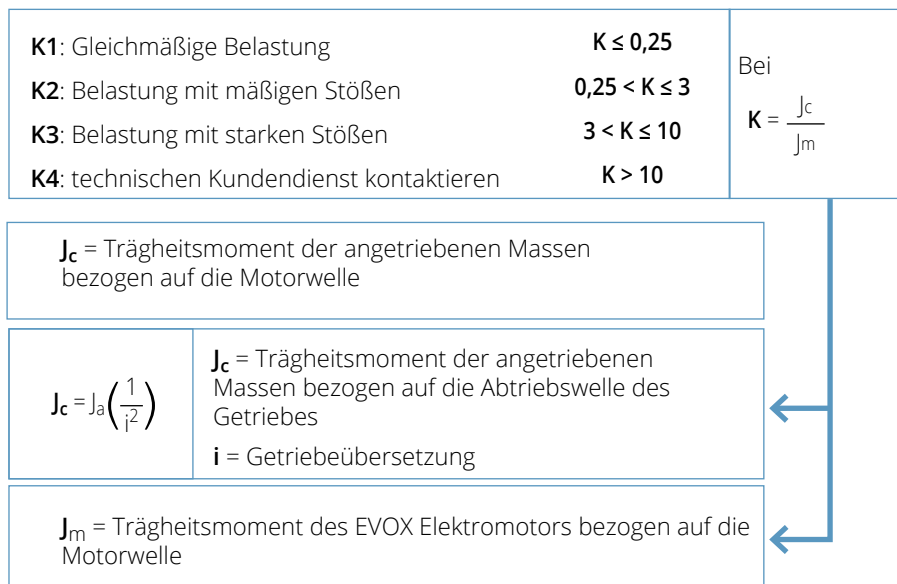 K1: Gleichmäßige Belastung K ≤ 0,25
K2: Belastung mit mäßigen Stößen 0,25 < K ≤ 3
K3: Belastung mit starken Stößen 3 < K ≤ 10
K4: technischen Kundendienst kontaktieren K > 10
Bei
K = Jc / Jm
Jc = Trägheitsmoment der angetriebenen Massen
bezogen auf die Motorwelle
Jc = Ja(1/i²)
Jc = Trägheitsmoment der angetriebenen
Massen bezogen auf die Abtriebswelle des
Getriebes
i = Getriebeübersetzung
Jm = Trägheitsmoment des EVOX Elektromotors bezogen auf die
Motorwelle